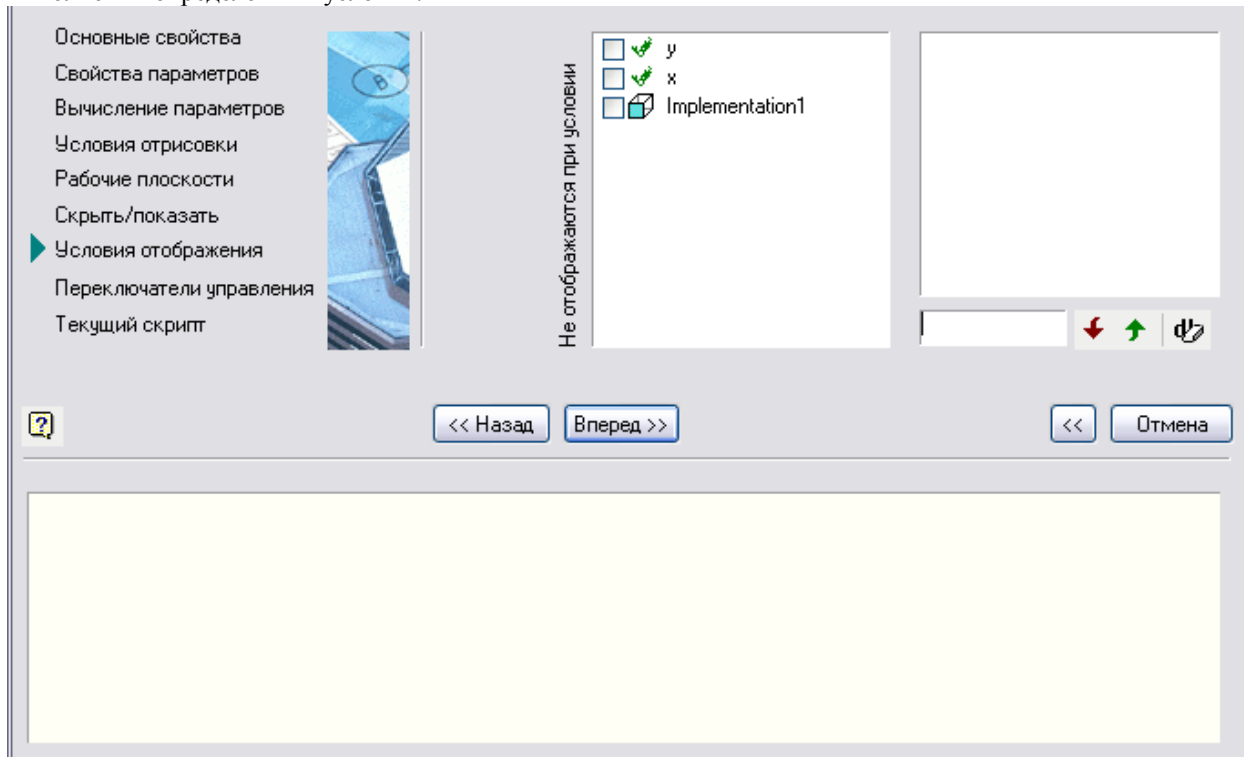 Основные свойства
Свойства параметров
Вычисление параметров
Условия отрисовки
Рабочие плоскости
Скрыть/показать
Условия отображения
Переключатели управления
Текущий скрипт
B
Не отображаются при условии
y
x
Implementation1
<< Назад
Вперед >>
<<
Отмена